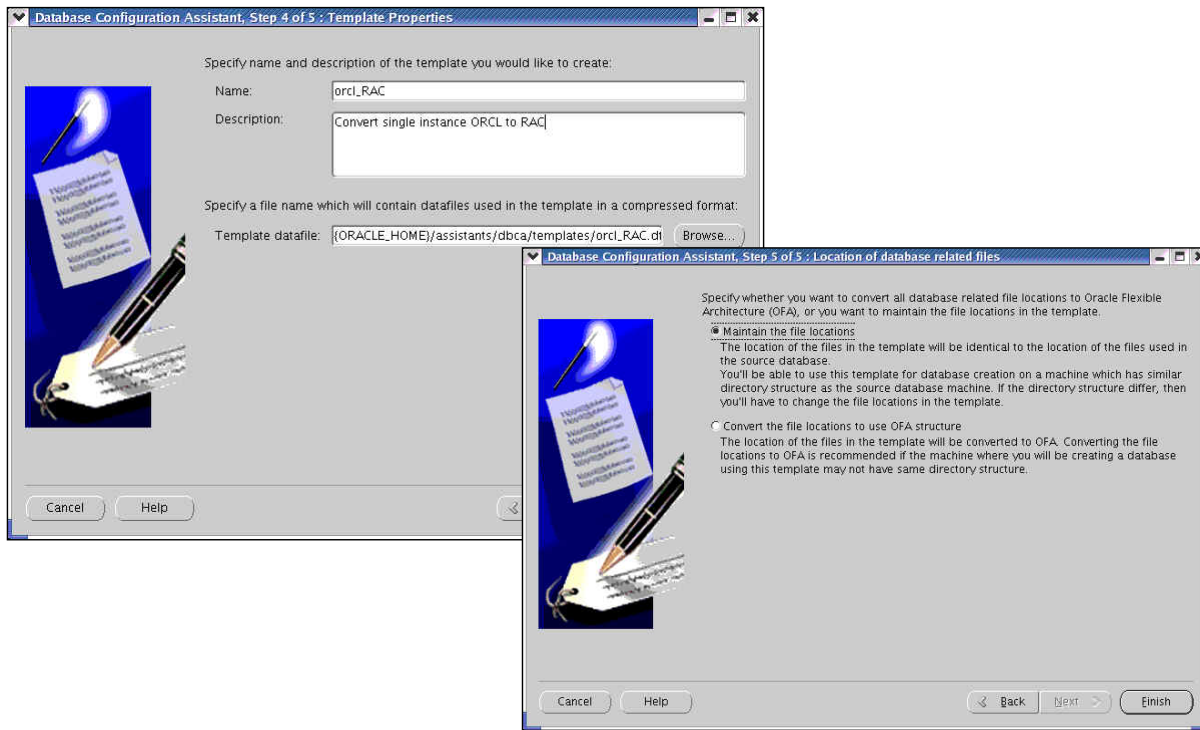 Database Configuration Assistant, Step 4 of 5 : Template Properties
Specify name and description of the template you would like to create:
Name:
orcl_RAC
Description:
Convert single instance ORCL to RAC
Specify a file name which will contain datafiles used in the template in a compressed format:
Template datafile:
{ORACLE_HOME}/assistants/dbca/templates/orcl_RAC.df
Browse...
Cancel
Help
Database Configuration Assistant, Step 5 of 5 : Location of database related files
Specify whether you want to convert all database related file locations to Oracle Flexible
Architecture (OFA), or you want to maintain the file locations in the template.
Maintain the file locations
The location of the files in the template will be identical to the location of the files used in
the source database.
You'll be able to use this template for database creation on a machine which has similar
directory structure as the source database machine. If the directory structure differ, then
you'll have to change the file locations in the template.
Convert the file locations to use OFA structure
The location of the files in the template will be converted to OFA. Converting the file
locations to OFA is recommended if the machine where you will be creating a database
using this template may not have same directory structure.
Cancel
Help
Back
Next
Finish